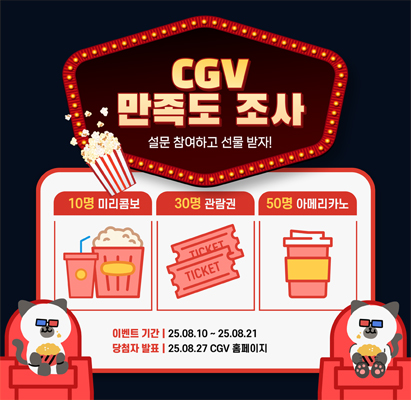 CGV
만족도 조사
설문 참여하고 선물 받자!
10명 미리콤보
30명 관람권
50명 아메리카노
TICKET
TICKET
이벤트 기간 | 25.08.10 ~ 25.08.21
당첨자 발표 | 25.08.27 CGV 홈페이지